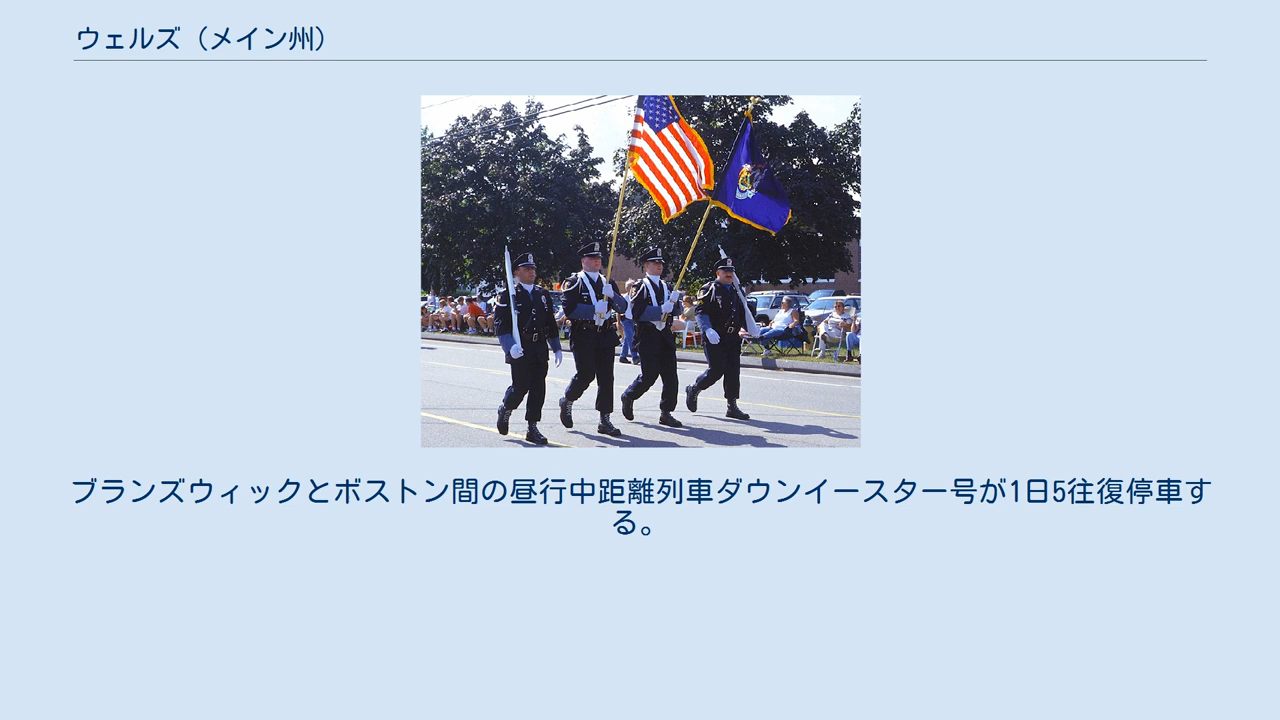 ウェルズ（メイン州）
ブランズウィックとボストン間の昼行中距離列車ダウンイースター号が1日5往復停車す
る。